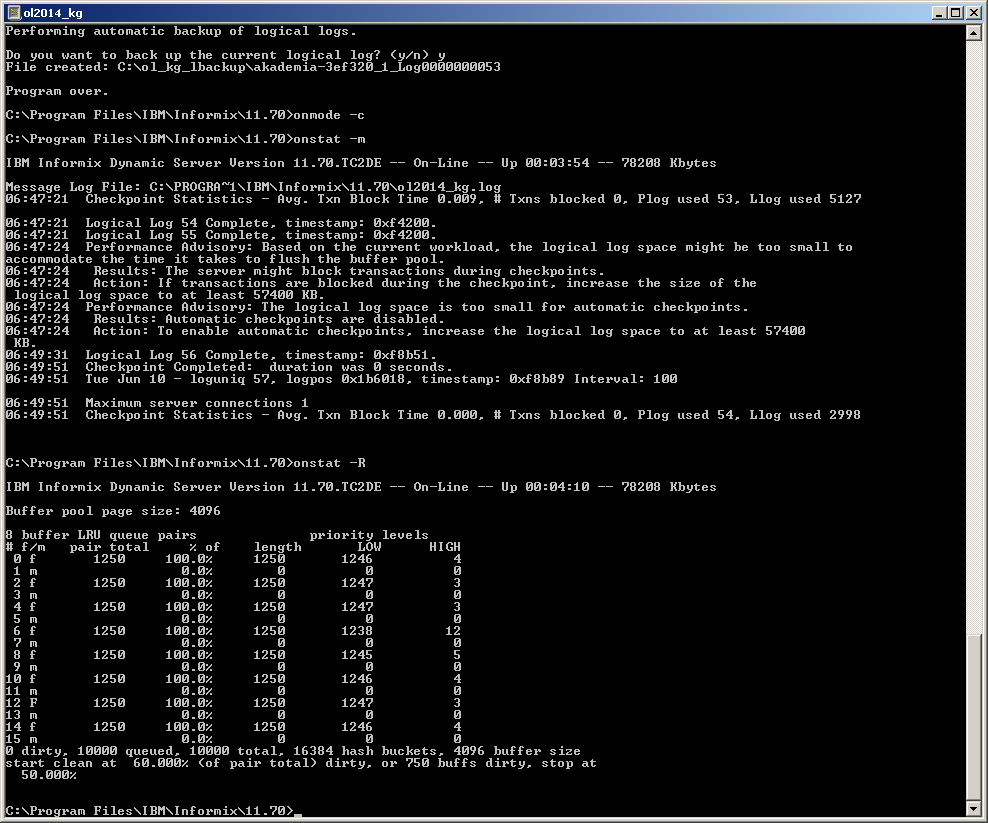 ol2014_kg
Performing automatic backup of logical logs.
Do you want to back up the current logical log? (y/n) y
File created: C:\ol_kg_lbackup\akademia-3ef320_1_Log0000000053
Program over.
C:\Program Files\IBM\Informix\11.70>onmode -c
C:\Program Files\IBM\Informix\11.70>onstat -m
IBM Informix Dynamic Server Version 11.70.TC2DE -- On-Line -- Up 00:03:54 -- 78208 Kbytes
Message Log File: C:\PROGRA~1\IBM\Informix\11.70\ol2014_kg.log
06:47:21  Checkpoint Statistics - Avg. Txn Block Time 0.009, # Txns blocked 0, Plog used 53, Llog used 5127
06:47:21  Logical Log 54 Complete, timestamp: 0xf4200.
06:47:21  Logical Log 55 Complete, timestamp: 0xf4200.
06:47:24  Performance Advisory: Based on the current workload, the logical log space might be too small to
accommodate the time it takes to flush the buffer pool.
06:47:24   Results: The server might block transactions during checkpoints.
06:47:24   Action: If transactions are blocked during the checkpoint, increase the size of the
 logical log space to at least 57400 KB.
06:47:24  Performance Advisory: The logical log space is too small for automatic checkpoints.
06:47:24   Results: Automatic checkpoints are disabled.
06:47:24   Action: To enable automatic checkpoints, increase the logical log space to at least 57400
 KB.
06:49:31  Logical Log 56 Complete, timestamp: 0xf8b51.
06:49:51  Checkpoint Completed:  duration was 0 seconds.
06:49:51  Tue Jun 10 - loguniq 57, logpos 0x1b6018, timestamp: 0xf8b89 Interval: 100
06:49:51  Maximum server connections 1
06:49:51  Checkpoint Statistics - Avg. Txn Block Time 0.000, # Txns blocked 0, Plog used 54, Llog used 2998
C:\Program Files\IBM\Informix\11.70>onstat -R
IBM Informix Dynamic Server Version 11.70.TC2DE -- On-Line -- Up 00:04:10 -- 78208 Kbytes
Buffer pool page size: 4096
8 buffer LRU queue pairs              priority levels
# f/m   pair total     % of    length       LOW      HIGH
 0 f       1250     100.0%     1250       1246         4
 1 m                  0.0%        0          0         0
 2 f       1250     100.0%     1250       1247         3
 3 m                  0.0%        0          0         0
 4 f       1250     100.0%     1250       1247         3
 5 m                  0.0%        0          0         0
 6 f       1250     100.0%     1250       1238        12
 7 m                  0.0%        0          0         0
 8 f       1250     100.0%     1250       1245         5
 9 m                  0.0%        0          0         0
10 f       1250     100.0%     1250       1246         4
11 m                  0.0%        0          0         0
12 F       1250     100.0%     1250       1247         3
13 m                  0.0%        0          0         0
14 f       1250     100.0%     1250       1246         4
15 m                  0.0%        0          0         0
0 dirty, 10000 queued, 10000 total, 16384 hash buckets, 4096 buffer size
start clean at  60.000% (of pair total) dirty, or 750 buffs dirty, stop at
  50.000%
C:\Program Files\IBM\Informix\11.70>_